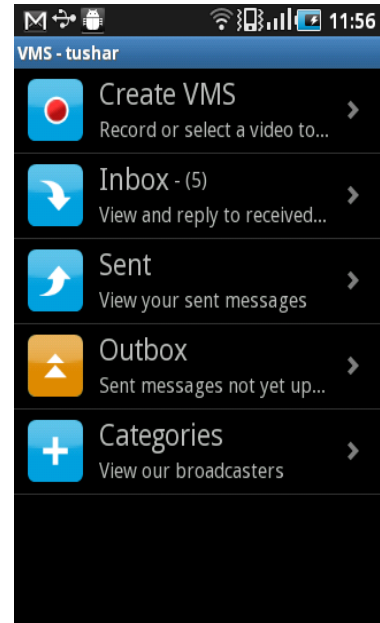 11:56
VMS - tushar
Create VMS
Record or select a video to...
Inbox - (5)
View and reply to received...
Sent
View your sent messages
Outbox
Sent messages not yet up...
Categories
View our broadcasters